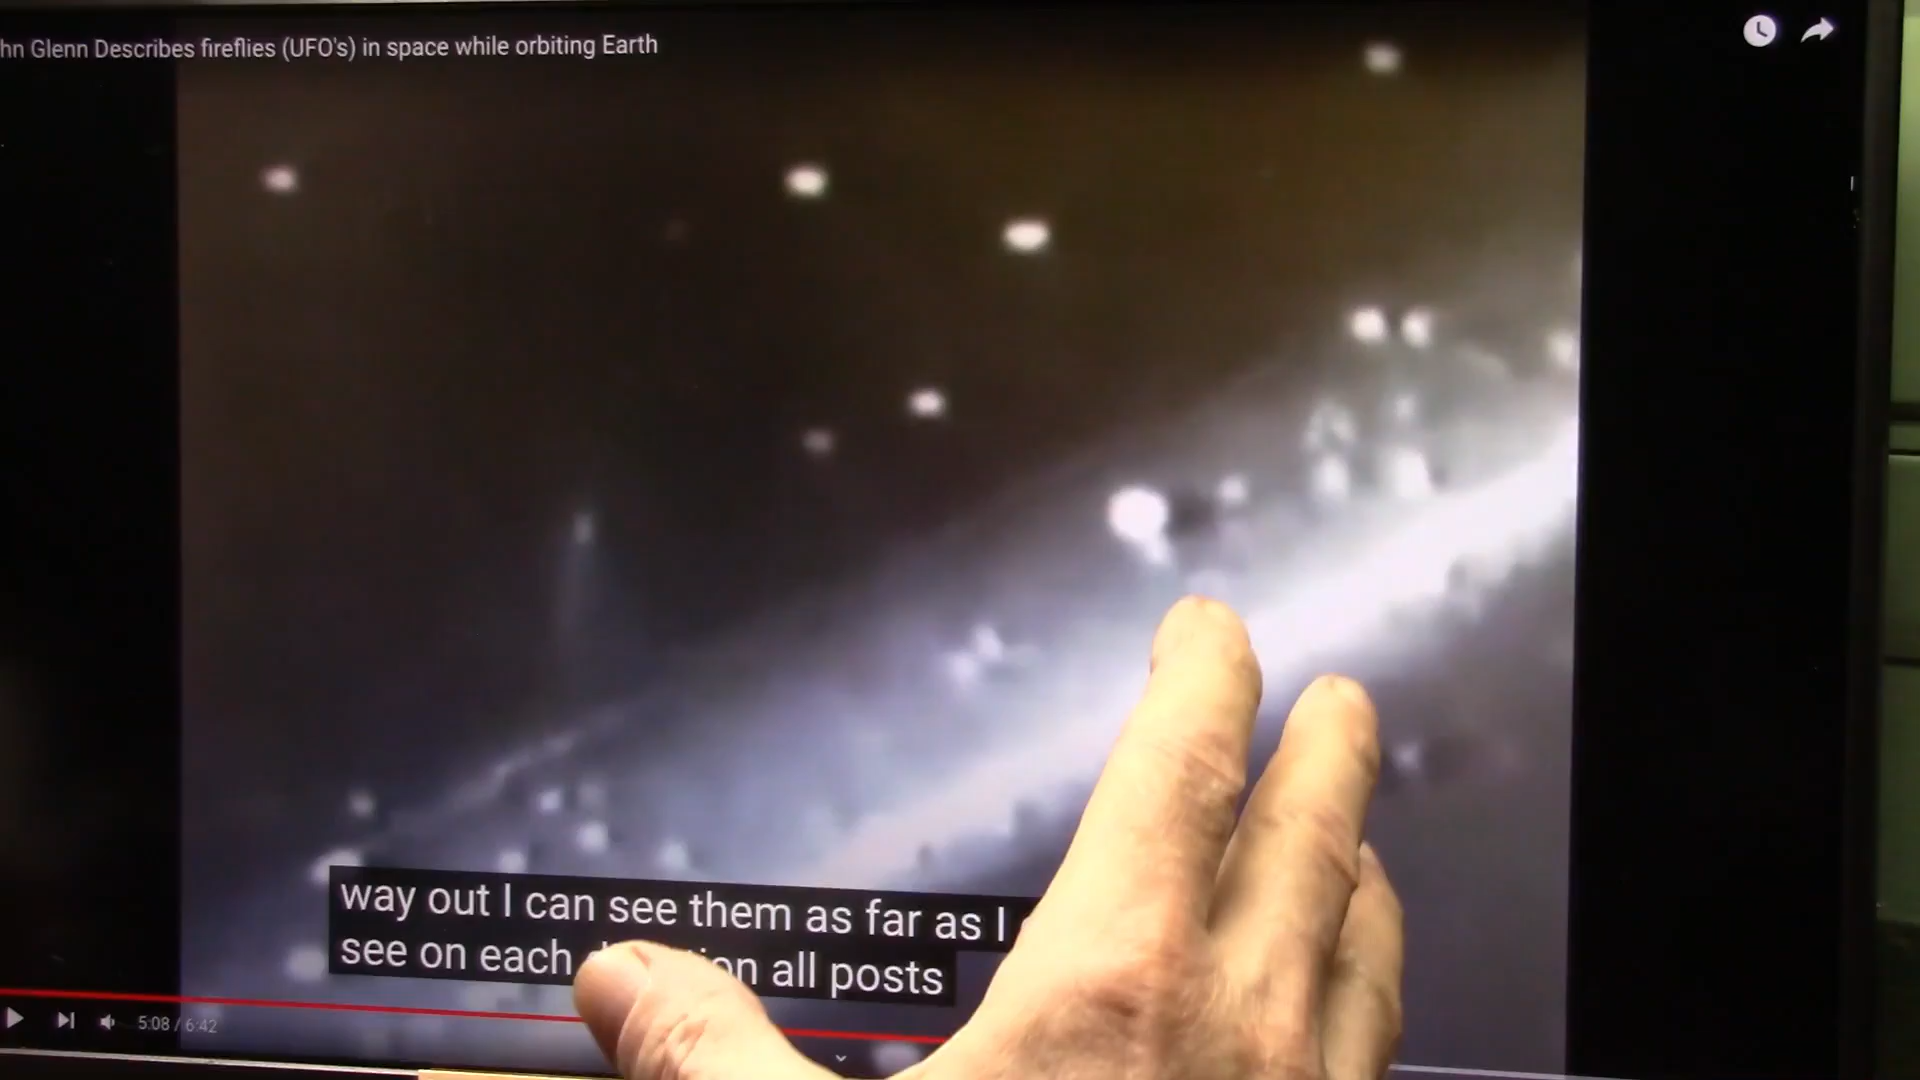 hn Glenn Describes fireflies (UFO's) in space while orbiting Earth
way out I can see them as far as I
see on each all posts
5:08 / 6:42